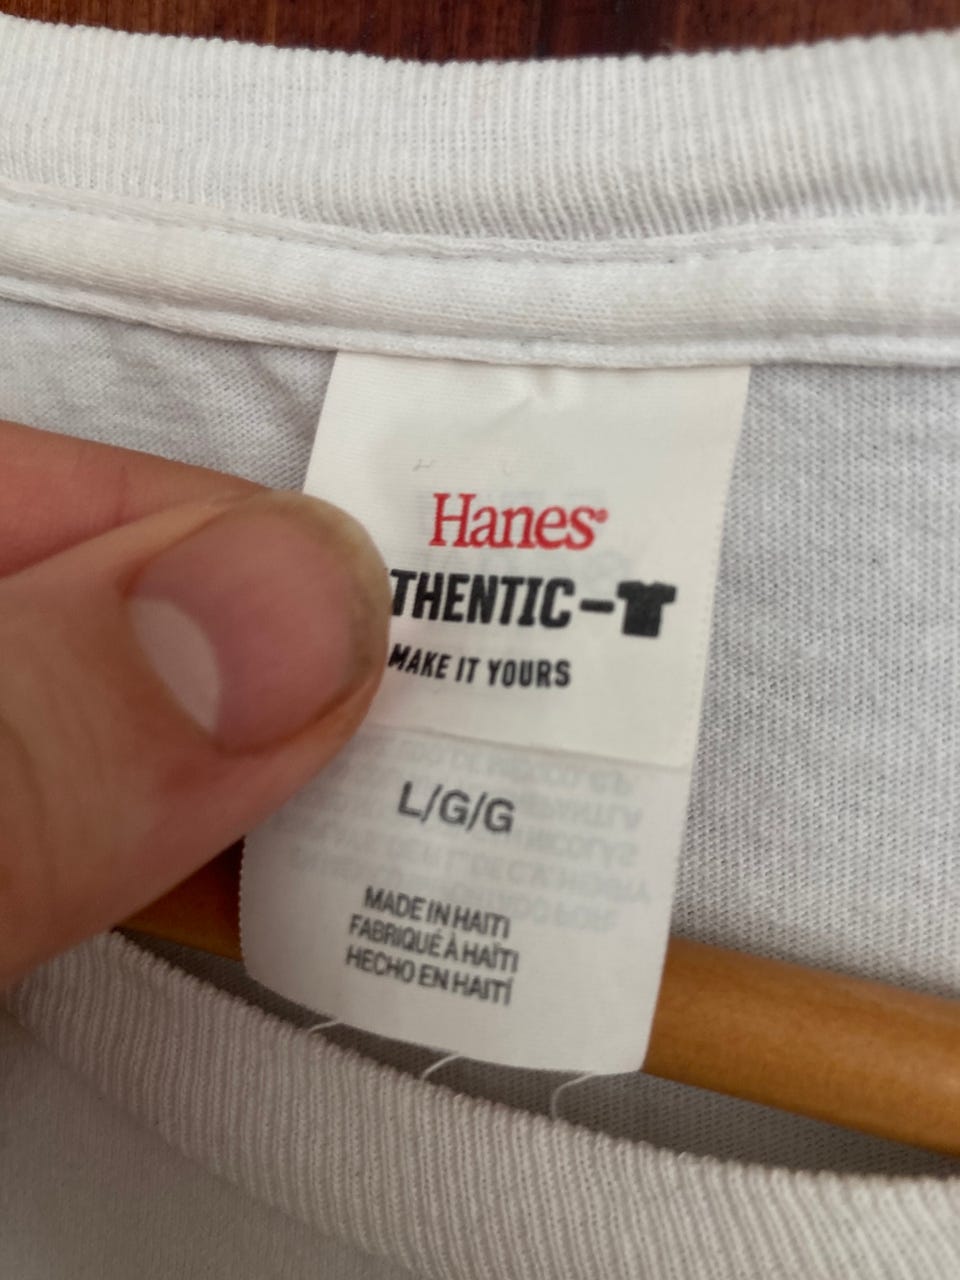 Hanes®
THENTIC-
MAKE IT YOURS
L/G/G
MADE IN HAITI
FABRIQUÉ À HAÏTI
HECHO EN HAITÍ